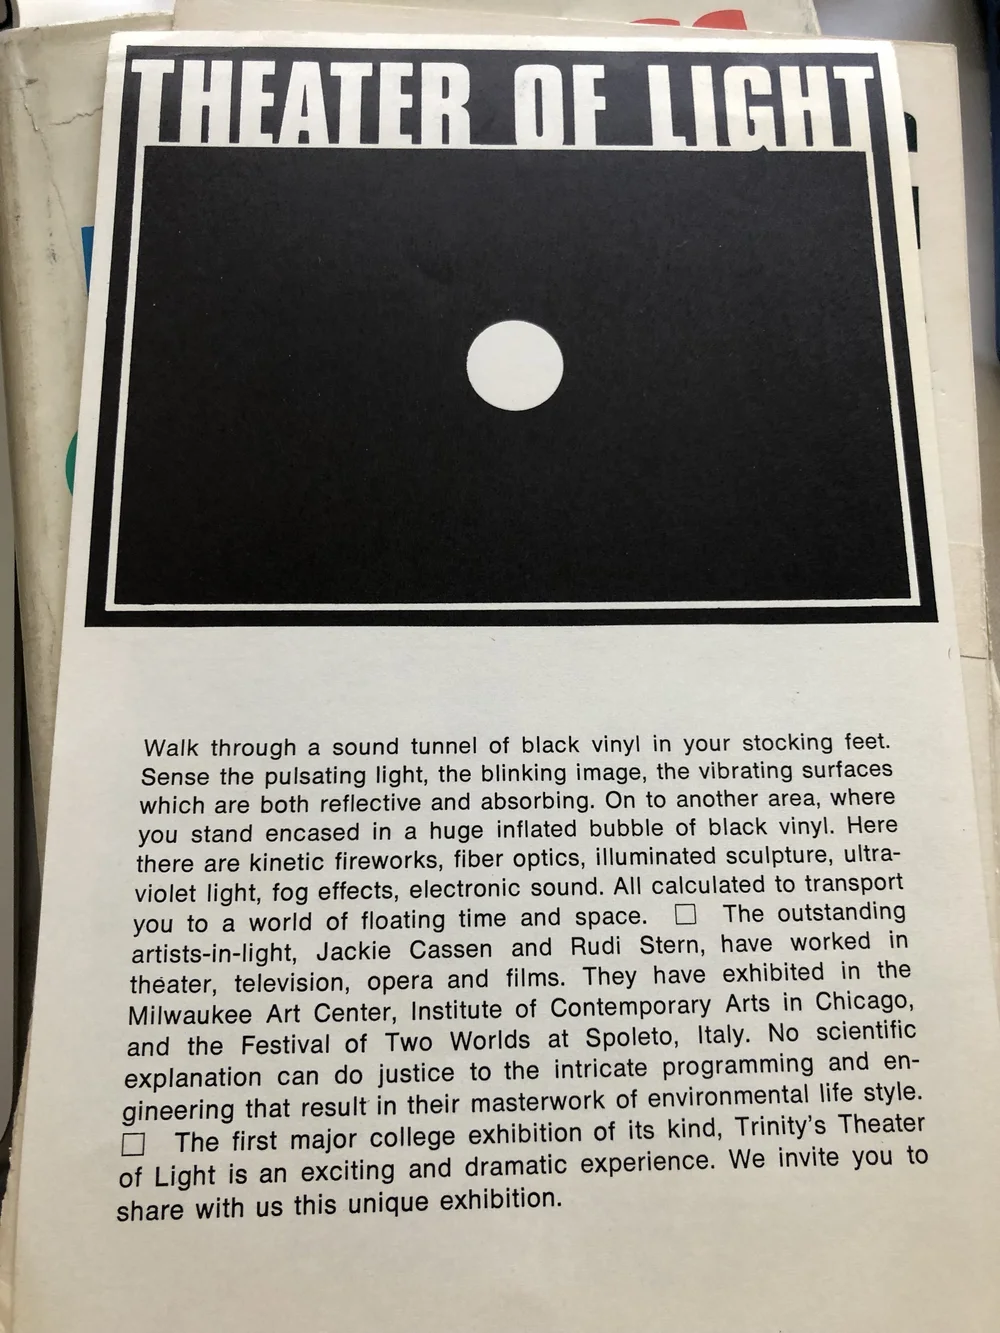 THEATER OF LIGHT
Walk through a sound tunnel of black vinyl in your stocking feet.
Sense the pulsating light, the blinking image, the vibrating surfaces
which are both reflective and absorbing. On to another area, where
you stand encased in a huge inflated bubble of black vinyl. Here
there are kinetic fireworks, fiber optics, illuminated sculpture, ultra-
violet light, fog effects, electronic sound. All calculated to transport
you to a world of floating time and space. □ The outstanding
artists-in-light, Jackie Cassen and Rudi Stern, have worked in
theater, television, opera and films. They have exhibited in the
Milwaukee Art Center, Institute of Contemporary Arts in Chicago,
and the Festival of Two Worlds at Spoleto, Italy. No scientific
explanation can do justice to the intricate programming and en-
gineering that result in their masterwork of environmental life style.
□ The first major college exhibition of its kind, Trinity's Theater
of Light is an exciting and dramatic experience. We invite you to
share with us this unique exhibition.